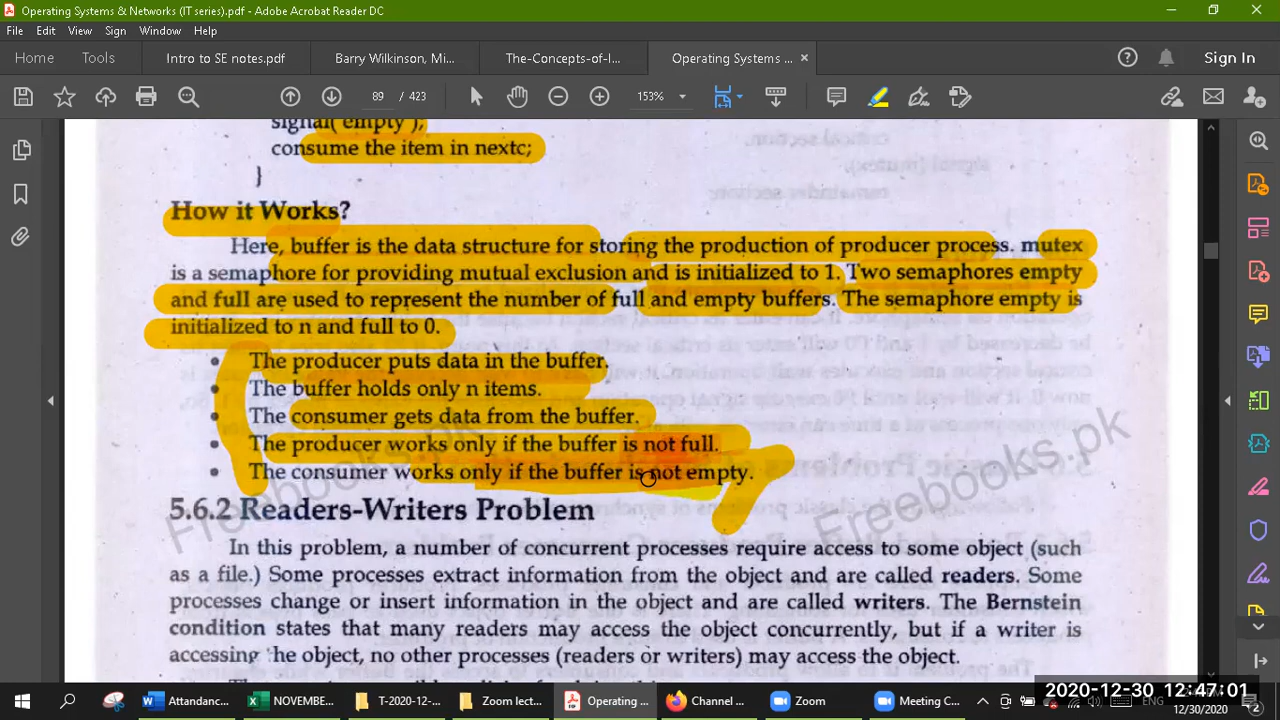 Operating Systems & Networks (IT series).pdf - Adobe Acrobat Reader DC
File Edit View Sign Window Help
Home Tools Intro to SE notes.pdf Barry Wilkinson, Mi... The-Concepts-of-I... Operating Systems ... × Sign In
89 / 423 153%
signal( empty );
consume the item in nextc;
}
How it Works?
Here, buffer is the data structure for storing the production of producer process. mutex
is a semaphore for providing mutual exclusion and is initialized to 1. Two semaphores empty
and full are used to represent the number of full and empty buffers. The semaphore empty is
initialized to n and full to 0.
• The producer puts data in the buffer.
• The buffer holds only n items.
• The consumer gets data from the buffer.
• The producer works only if the buffer is not full.
• The consumer works only if the buffer is not empty.
Freebooks.pk
Freebooks.pk
5.6.2 Readers-Writers Problem
In this problem, a number of concurrent processes require access to some object (such
as a file.) Some processes extract information from the object and are called readers. Some
processes change or insert information in the object and are called writers. The Bernstein
condition states that many readers may access the object concurrently, but if a writer is
accessing the object, no other processes (readers or writers) may access the object.
Attandanc... NOVEMBE... T-2020-12-... Zoom lect... Operating ... Channel ... Zoom Meeting C... ENG
2020-12-30 12:47:01
12/30/2020 2